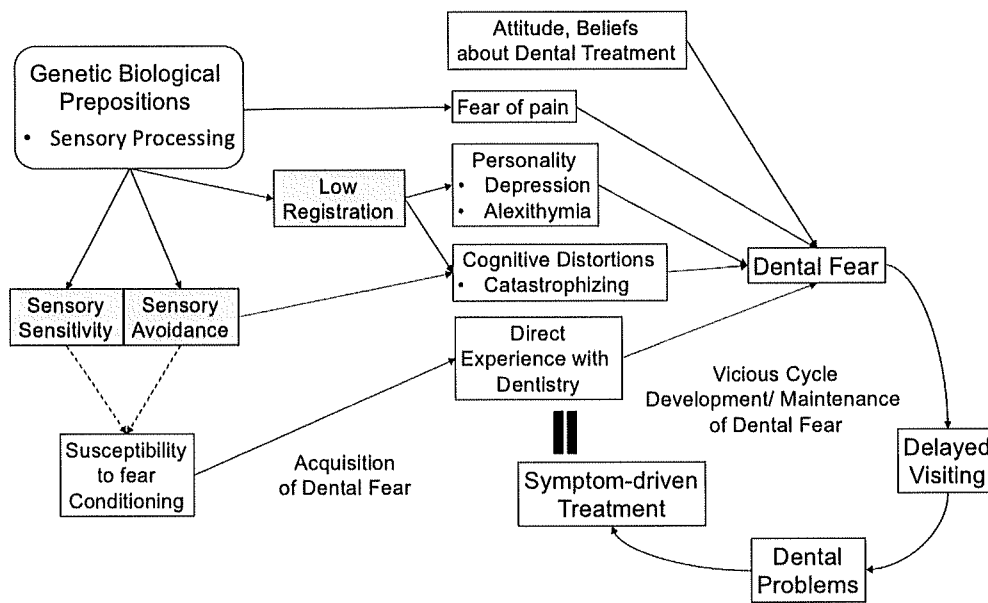 Attitude, Beliefs
about Dental Treatment
Genetic Biological
Prepositions
• Sensory Processing
Fear of pain
Low
Registration
Personality
• Depression
• Alexithymia
Cognitive Distortions
• Catastrophizing
Dental Fear
Sensory
Sensitivity
Sensory
Avoidance
Direct
Experience with
Dentistry
Vicious Cycle
Development/ Maintenance
of Dental Fear
Susceptibility
to fear
Conditioning
Acquisition
of Dental Fear
Symptom-driven
Treatment
Delayed
Visiting
Dental
Problems